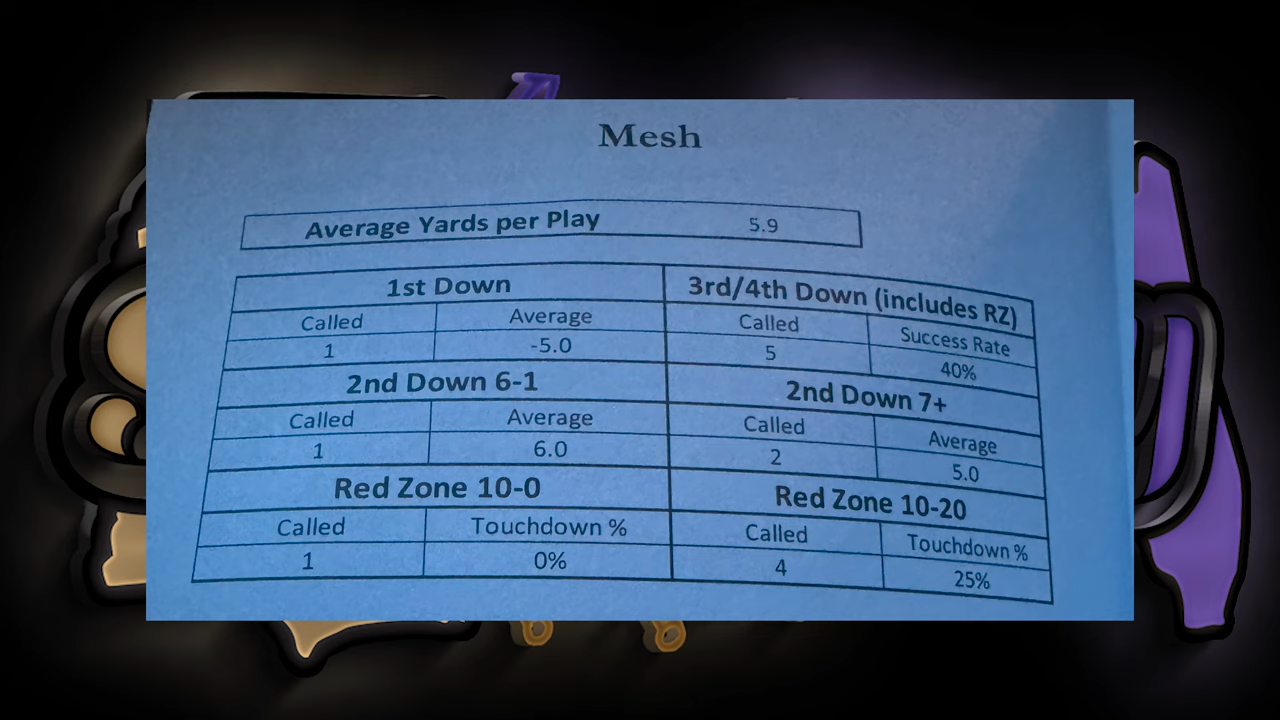 Mesh
Average Yards per Play 5.9
1st Down 3rd/4th Down (includes RZ)
Called Average Called Success Rate
1 -5.0 5 40%
2nd Down 6-1 2nd Down 7+
Called Average Called Average
1 6.0 2 5.0
Red Zone 10-0 Red Zone 10-20
Called Touchdown % Called Touchdown %
1 0% 4 25%